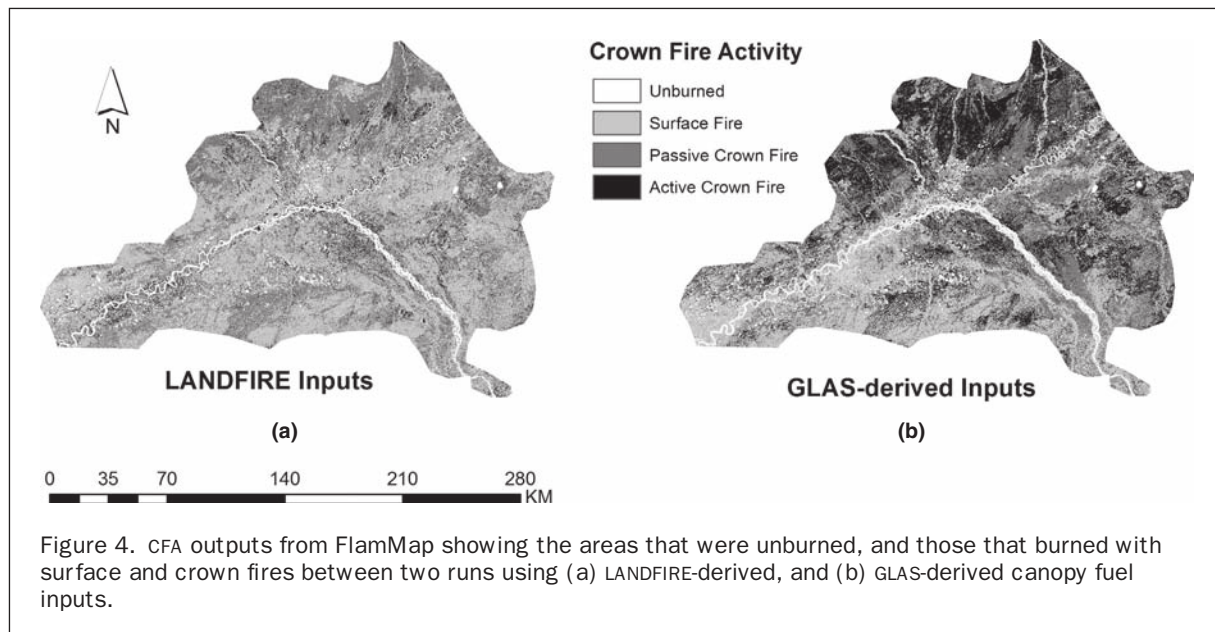 Crown Fire Activity
Unburned
Surface Fire
Passive Crown Fire
Active Crown Fire
N
LANDFIRE Inputs
(a)
GLAS-derived Inputs
(b)
0 35 70 140 210 280
KM
Figure 4. CFA outputs from FlamMap showing the areas that were unburned, and those that burned with
surface and crown fires between two runs using (a) LANDFIRE-derived, and (b) GLAS-derived canopy fuel
inputs.